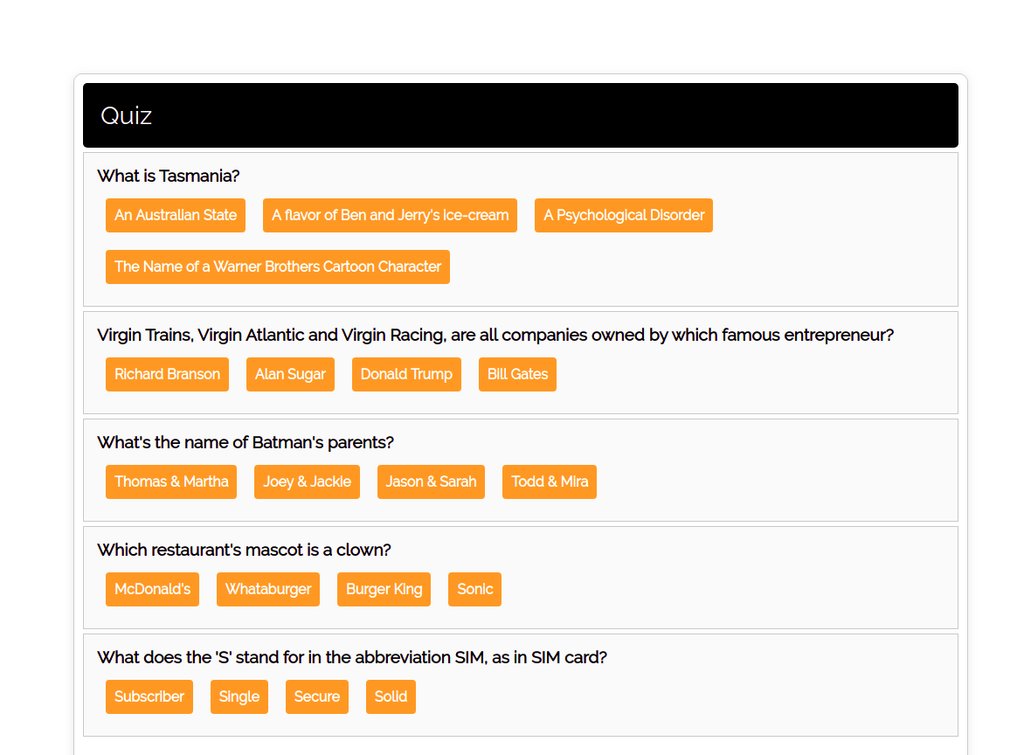 Quiz
What is Tasmania?
An Australian State A flavor of Ben and Jerry's Ice-cream A Psychological Disorder
The Name of a Warner Brothers Cartoon Character
Virgin Trains, Virgin Atlantic and Virgin Racing, are all companies owned by which famous entrepreneur?
Richard Branson Alan Sugar Donald Trump Bill Gates
What's the name of Batman's parents?
Thomas & Martha Joey & Jackie Jason & Sarah Todd & Mira
Which restaurant's mascot is a clown?
McDonald's Whataburger Burger King Sonic
What does the 'S' stand for in the abbreviation SIM, as in SIM card?
Subscriber Single Secure Solid